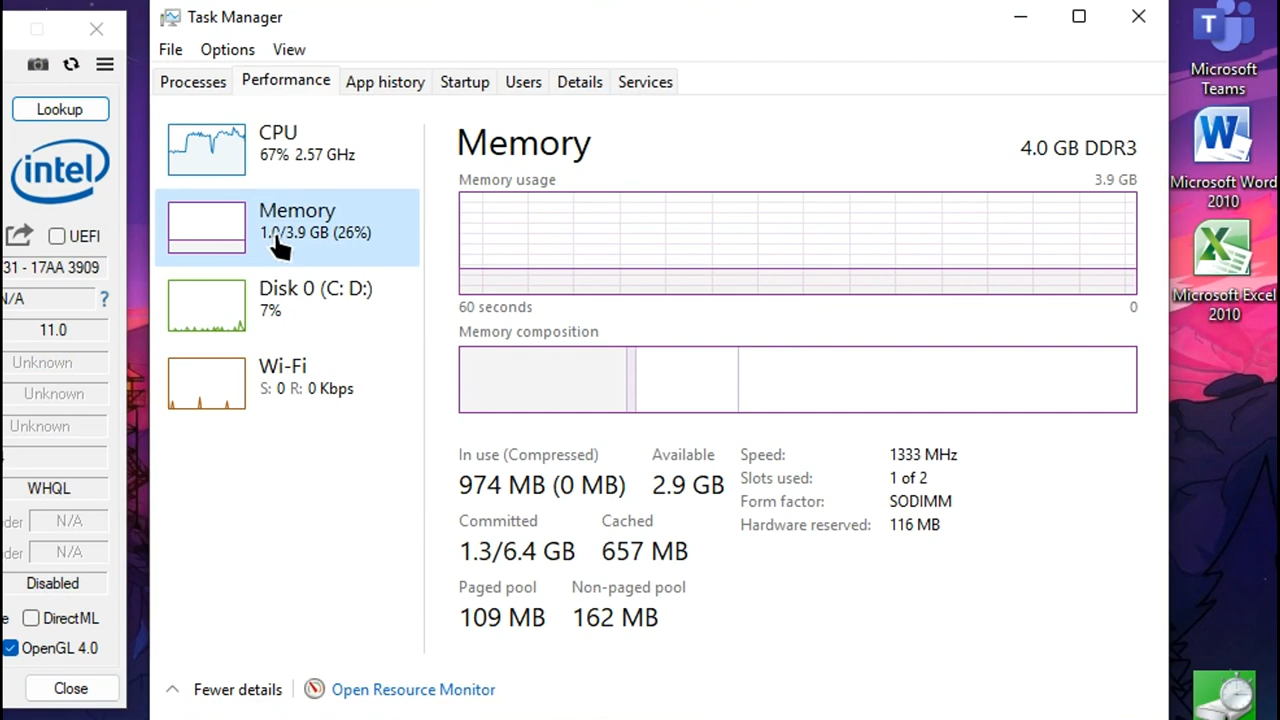 Lookup
intel
UEFI
31 - 17AA 3909
N/A
?
11.0
Unknown
Unknown
Unknown
WHQL
der
N/A
der
N/A
Disabled
e
DirectML
OpenGL 4.0
Close
Task Manager
File
Options
View
Processes
Performance
App history
Startup
Users
Details
Services
CPU
67% 2.57 GHz
Memory
1.0/3.9 GB (26%)
Disk 0 (C: D:)
7%
Wi-Fi
S: 0 R: 0 Kbps
Memory
4.0 GB DDR3
Memory usage
3.9 GB
60 seconds
0
Memory composition
In use (Compressed)
974 MB (0 MB)
Available
2.9 GB
Committed
1.3/6.4 GB
Cached
657 MB
Paged pool
109 MB
Non-paged pool
162 MB
Speed:
1333 MHz
Slots used:
1 of 2
Form factor:
SODIMM
Hardware reserved:
116 MB
Fewer details
Open Resource Monitor
T
Microsoft
Teams
W
Microsoft Word
2010
X
Microsoft Excel
2010